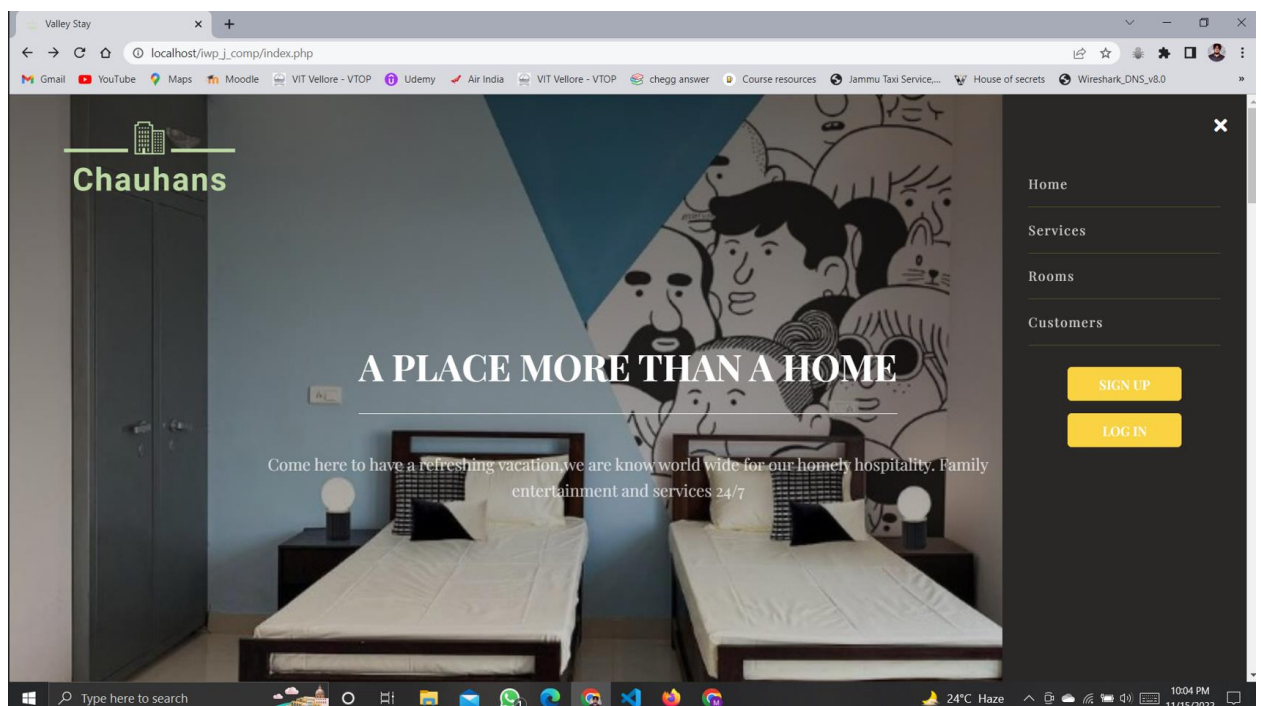 Valley Stay
localhost/iwp_j_comp/index.php
Gmail YouTube Maps Moodle VIT Vellore - VTOP Udemy Air India VIT Vellore - VTOP chegg answer Course resources Jammu Taxi Service,... House of secrets Wireshark_DNS_v8.0 »
Chauhans
Home
Services
Rooms
Customers
SIGN UP
LOG IN
A PLACE MORE THAN A HOME
Come here to have a refreshing vacation,we are know world wide for our homely hospitality. Family
entertainment and services 24/7
Type here to search
24°C Haze
10:04 PM